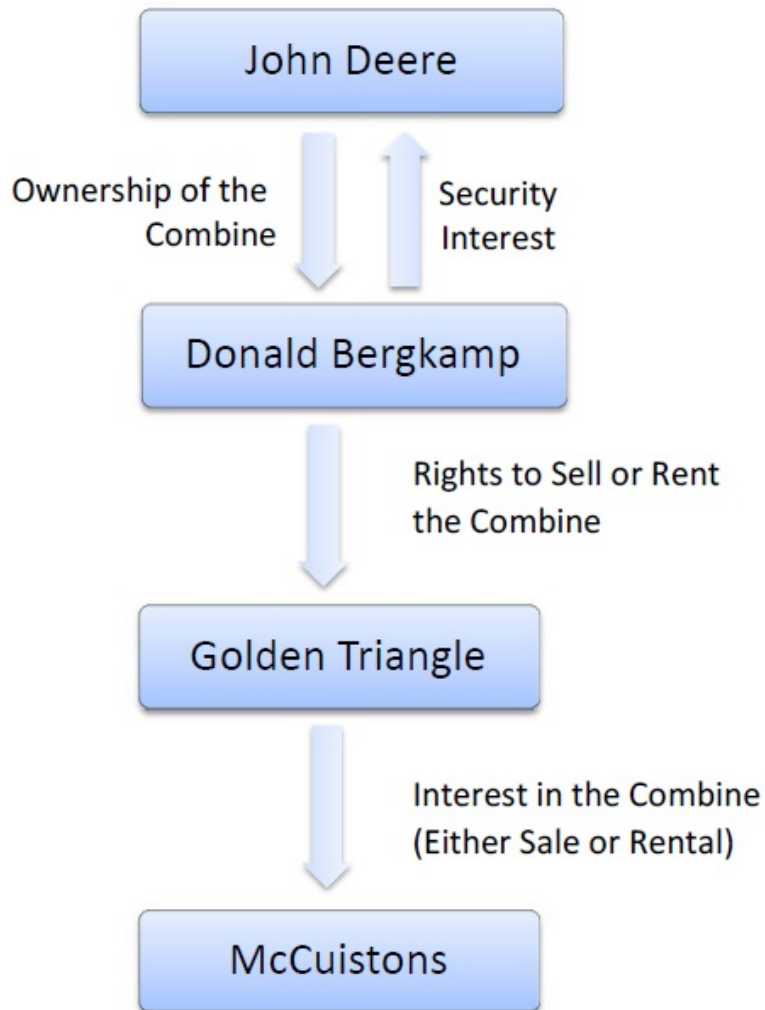 John Deere
Ownership of the
Combine
Security
Interest
Donald Bergkamp
Rights to Sell or Rent
the Combine
Golden Triangle
Interest in the Combine
(Either Sale or Rental)
McCuistons